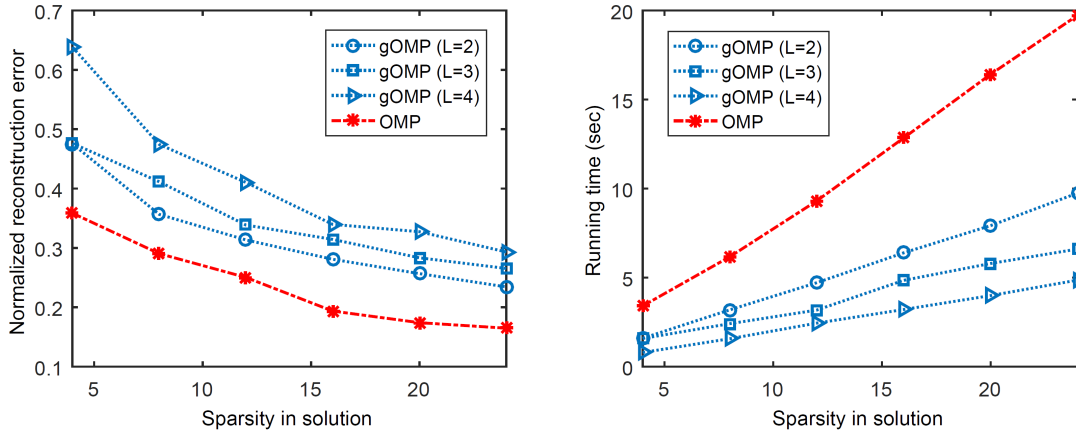 0.7
0.6
0.5
0.4
0.3
0.2
0.1
Normalized reconstruction error
gOMP (L=2)
gOMP (L=3)
gOMP (L=4)
OMP
5 10 15 20
Sparsity in solution
20
15
10
5
0
Running time (sec)
gOMP (L=2)
gOMP (L=3)
gOMP (L=4)
OMP
5 10 15 20
Sparsity in solution